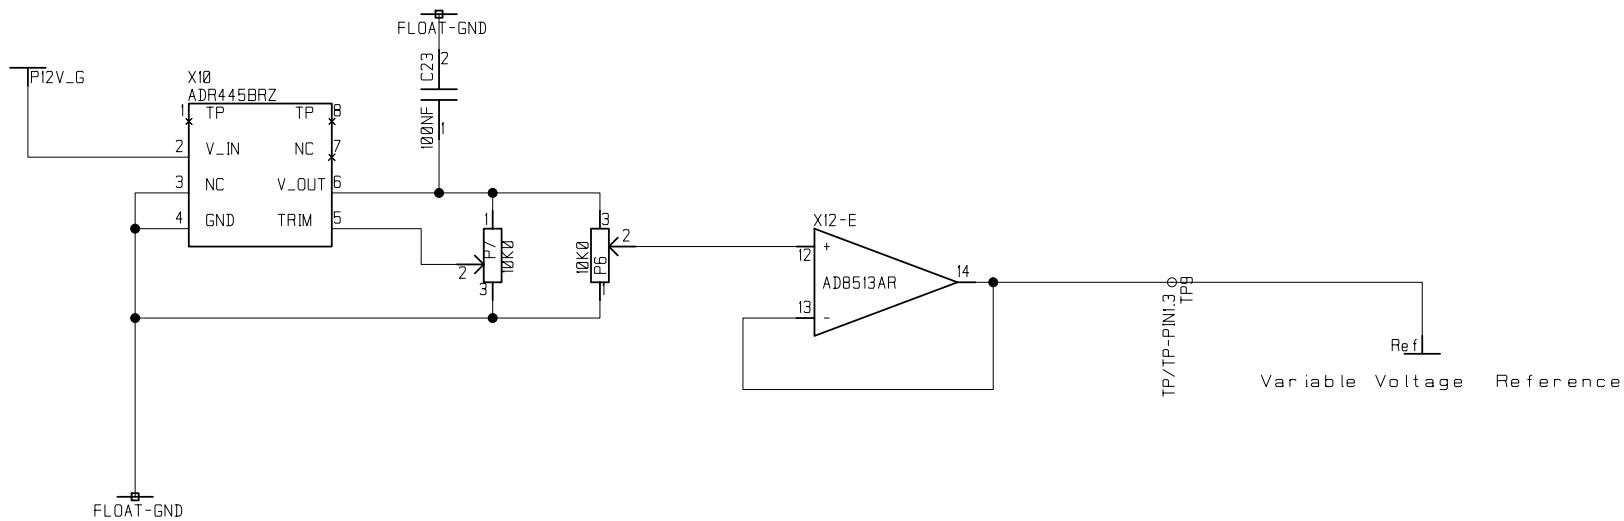 FLOAT-GND
P12V_G
C23
2
100NF
1
X10
ADR445BRZ
1 TP TP 8
2 V_IN NC 7
3 NC V_OUT 6
4 GND TRIM 5
1
P7
10K0
2
3
3
10K0
P6
2
1
X12-E
12 +
AD8513AR
14
13 -
TP/TP-PIN1.3
TP9
Ref
Variable Voltage Reference
FLOAT-GND